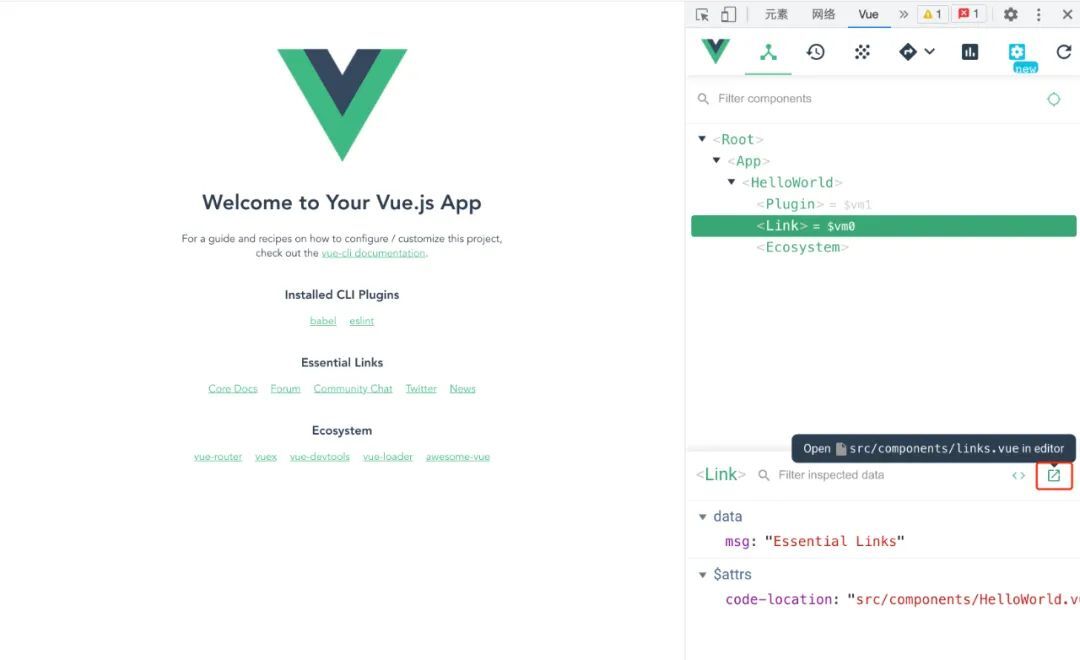 Welcome to Your Vue.js App
For a guide and recipes on how to configure / customize this project,
check out the vue-cli documentation.
Installed CLI Plugins
babel eslint
Essential Links
Core Docs Forum Community Chat Twitter News
Ecosystem
vue-router vuex vue-devtools vue-loader awesome-vue
元素 网络 Vue » 1 1
new
Filter components
<Root>
<App>
<HelloWorld>
<Plugin> = $vm1
<Link> = $vm0
<Ecosystem>
Open src/components/links.vue in editor
<Link> Filter inspected data <>
data
msg: "Essential Links"
$attrs
code-location: "src/components/HelloWorld.v